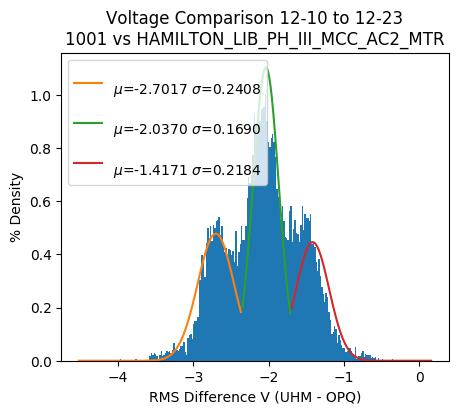 Voltage Comparison 12-10 to 12-23
1001 vs HAMILTON_LIB_PH_III_MCC_AC2_MTR
μ=-2.7017 σ=0.2408
μ=-2.0370 σ=0.1690
μ=-1.4171 σ=0.2184
% Density
1.0
0.8
0.6
0.4
0.2
0.0
−4 −3 −2 −1 0
RMS Difference V (UHM - OPQ)